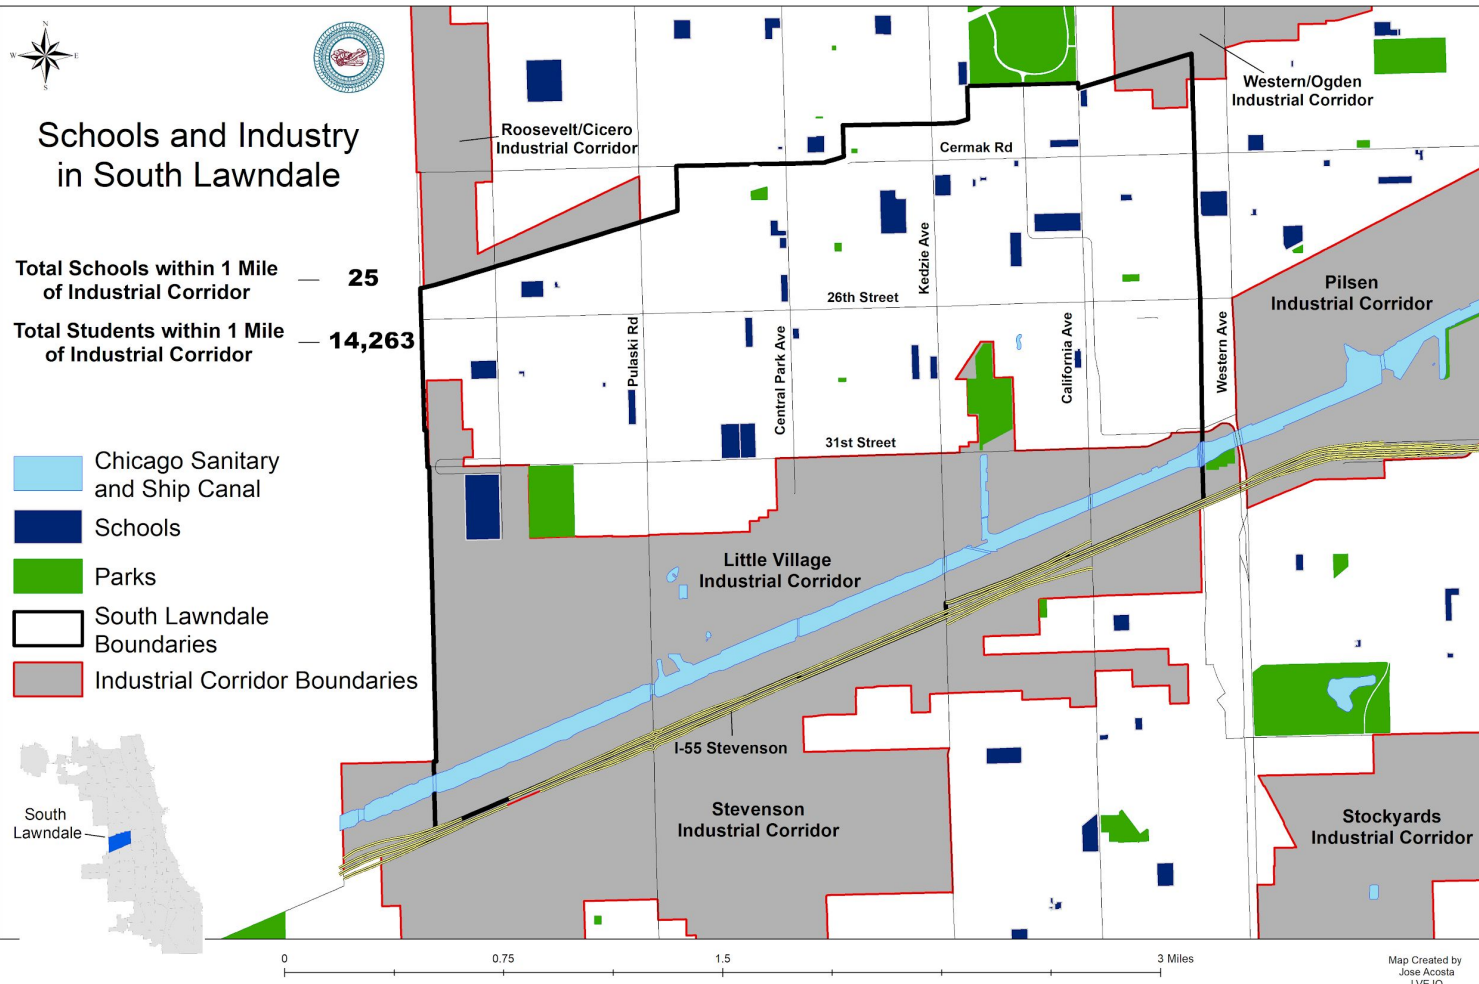 N
W
E
S
Schools and Industry
in South Lawndale
Total Schools within 1 Mile
of Industrial Corridor
25
Total Students within 1 Mile
of Industrial Corridor
14,263
Chicago Sanitary
and Ship Canal
Schools
Parks
South Lawndale
Boundaries
Industrial Corridor Boundaries
South
Lawndale
Roosevelt/Cicero
Industrial Corridor
Western/Ogden
Industrial Corridor
Cermak Rd
Kedzie Ave
26th Street
Pilsen
Industrial Corridor
Pulaski Rd
Central Park Ave
California Ave
Western Ave
31st Street
Little Village
Industrial Corridor
I-55 Stevenson
Stevenson
Industrial Corridor
Stockyards
Industrial Corridor
0
0.75
1.5
3 Miles
Map Created by
Jose Acosta
LVEJO